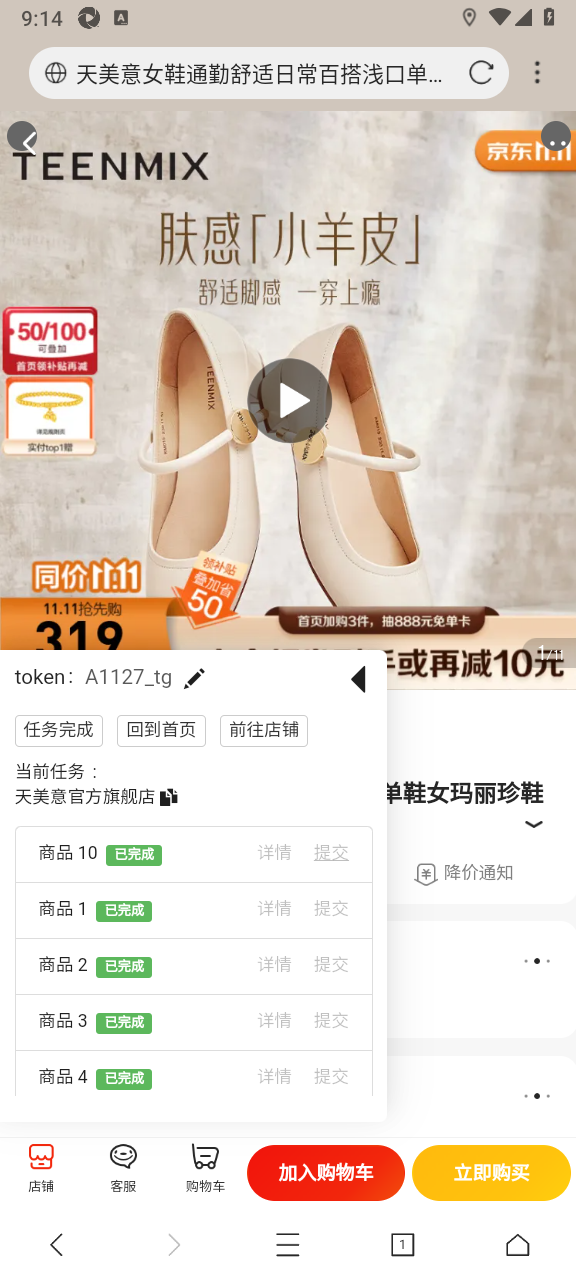 9:14
天美意女鞋通勤舒适日常百搭浅口单...
TEENMIX
京东11.11
肤感「小羊皮」
舒适脚感 一穿上瘾
50/100
可叠加
首页领补贴再减
实付top1赠
TEENMIX
同价11.11
领补贴
叠加省
50
11.11抢先购
319
首页加购3件，抽888元免单卡
手或再减10元
1/11
token：A1127_tg
任务完成
回到首页
前往店铺
当前任务：
天美意官方旗舰店
单鞋女玛丽珍鞋
降价通知
商品 10 已完成 详情 提交
商品 1 已完成 详情 提交
商品 2 已完成 详情 提交
商品 3 已完成 详情 提交
商品 4 已完成 详情 提交
店铺
客服
购物车
加入购物车
立即购买
1